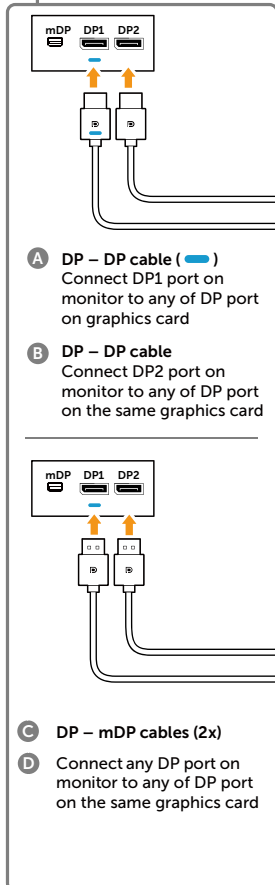 mDP DP1 DP2
A DP – DP cable ( )
Connect DP1 port on
monitor to any of DP port
on graphics card
B DP – DP cable
Connect DP2 port on
monitor to any of DP port
on the same graphics card
mDP DP1 DP2
C DP – mDP cables (2x)
D Connect any DP port on
monitor to any of DP port
on the same graphics card